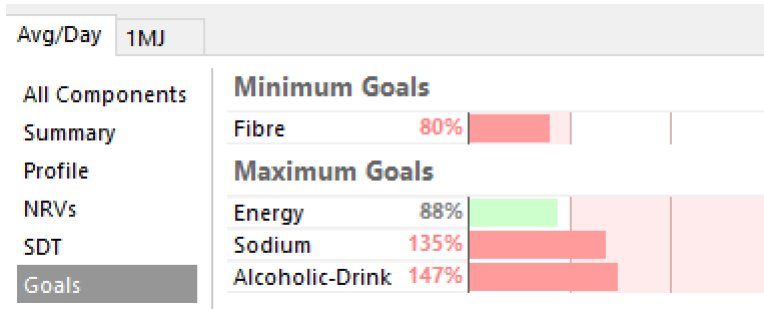 Avg/Day 1MJ
All Components
Summary
Profile
NRVs
SDT
Goals
Minimum Goals
Fibre 80%
Maximum Goals
Energy 88%
Sodium 135%
Alcoholic-Drink 147%